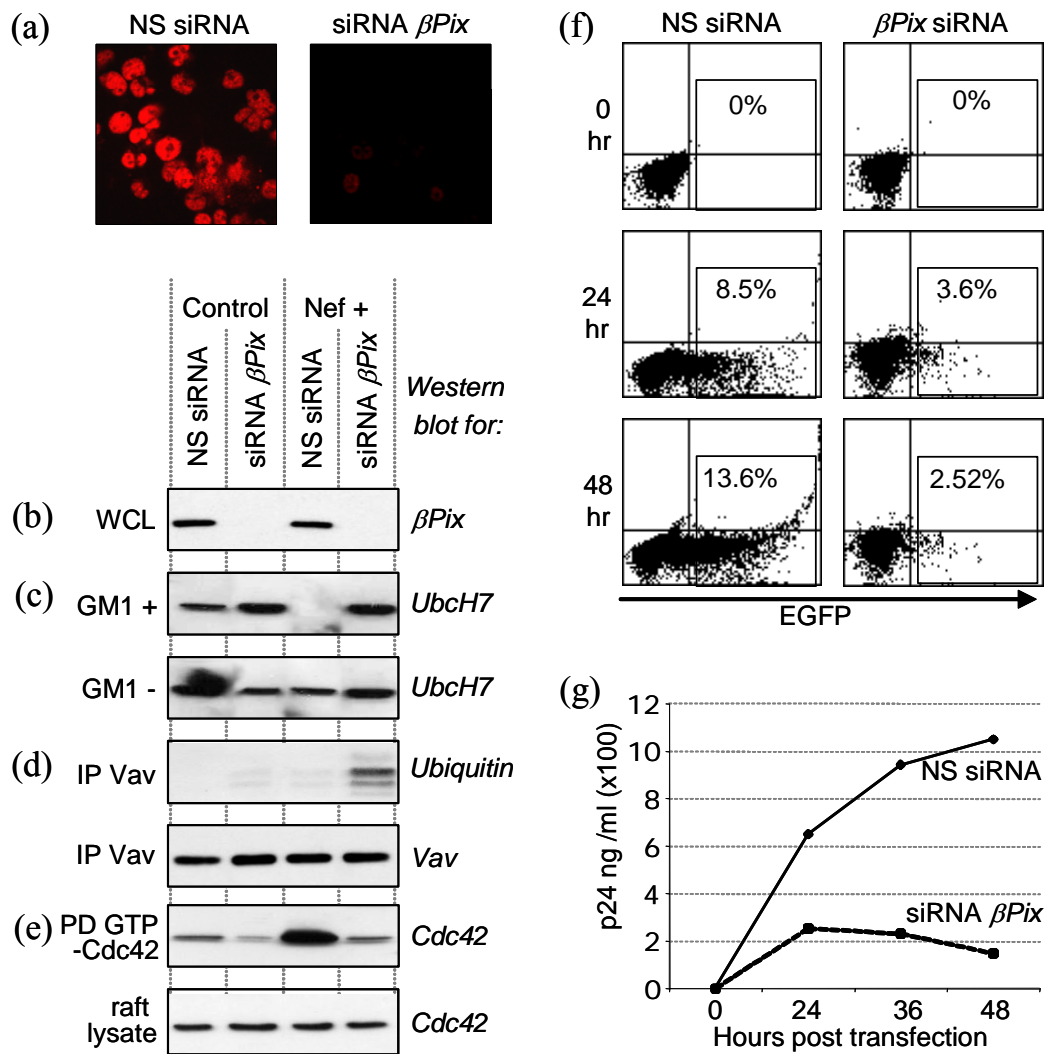 (a)
NS siRNA
siRNA βPix
Control
Nef +
NS siRNA
siRNA βPix
NS siRNA
siRNA βPix
Western
blot for:
(b)
WCL
βPix
(c)
GM1 +
UbcH7
GM1 -
UbcH7
(d)
IP Vav
Ubiquitin
IP Vav
Vav
(e)
PD GTP
-Cdc42
Cdc42
raft
lysate
Cdc42
(f)
NS siRNA
βPix siRNA
0
hr
0%
0%
24
hr
8.5%
3.6%
48
hr
13.6%
2.52%
EGFP
(g)
p24 ng /ml (x100)
12
10
8
6
4
2
0
NS siRNA
siRNA βPix
0 24 36 48
Hours post transfection